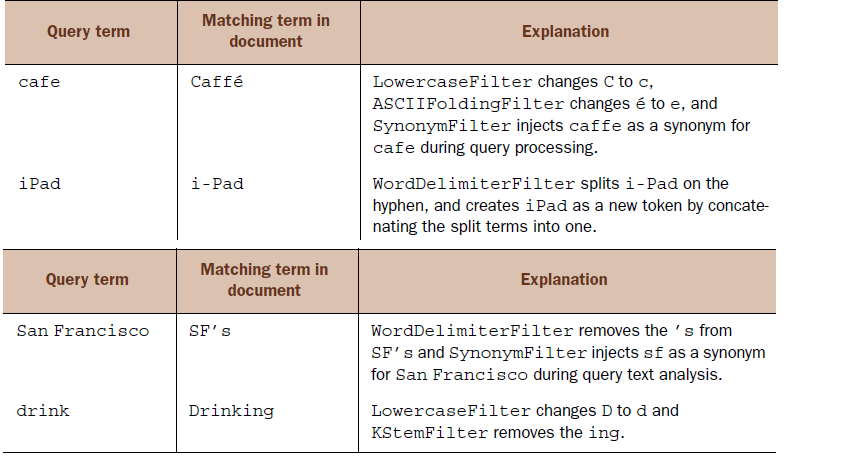 Query term
Matching term in
document
Explanation
cafe
Caffé
LowercaseFilter changes C to c,
ASCIIFoldingFilter changes é to e, and
SynonymFilter injects caffe as a synonym for
cafe during query processing.
iPad
i-Pad
WordDelimiterFilter splits i-Pad on the
hyphen, and creates iPad as a new token by concate-
nating the split terms into one.
Query term
Matching term in
document
Explanation
San Francisco
SF’s
WordDelimiterFilter removes the ’s from
SF’s and SynonymFilter injects sf as a synonym
for San Francisco during query text analysis.
drink
Drinking
LowercaseFilter changes D to d and
KStemFilter removes the ing.